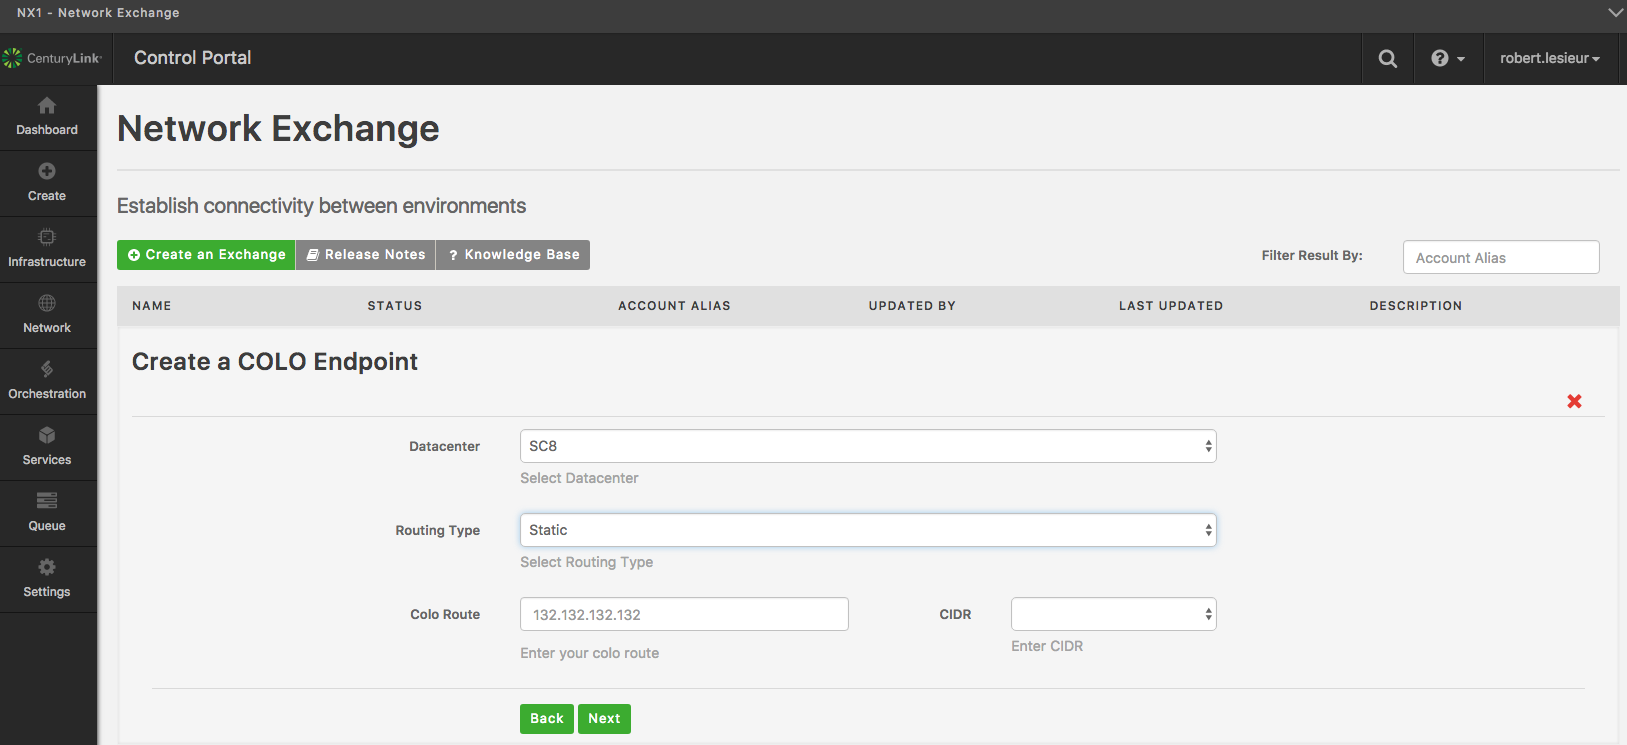 NX1 - Network Exchange
CenturyLink® Control Portal ? robert.lesieur
Dashboard
Create
Infrastructure
Network
Orchestration
Services
Queue
Settings
Network Exchange
Establish connectivity between environments
Create an Exchange Release Notes ? Knowledge Base Filter Result By: Account Alias
NAME STATUS ACCOUNT ALIAS UPDATED BY LAST UPDATED DESCRIPTION
Create a COLO Endpoint
Datacenter SC8
Select Datacenter
Routing Type Static
Select Routing Type
Colo Route 132.132.132.132 CIDR
Enter your colo route Enter CIDR
Back Next